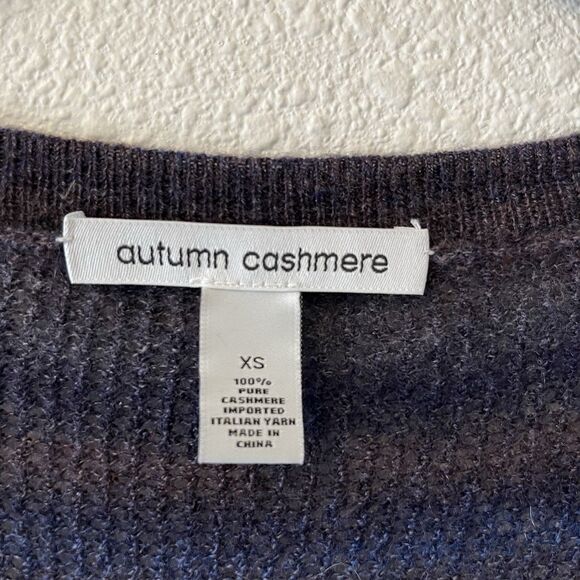 autumn cashmere
XS
100%
PURE
CASHMERE
IMPORTED
ITALIAN YARN
MADE IN
CHINA